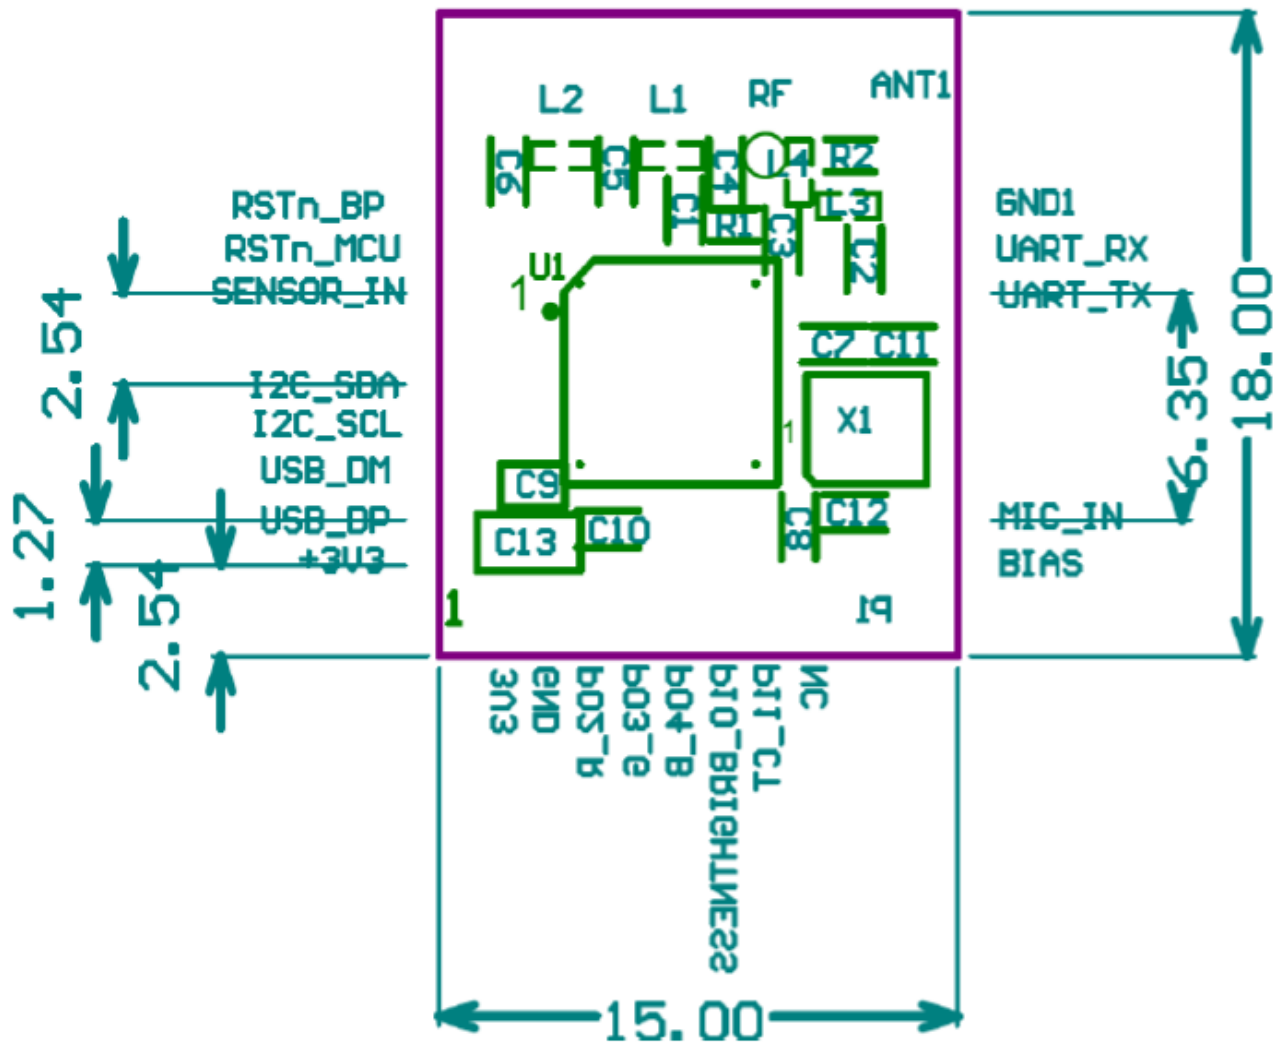 ANT1
RF
L2
L1
C6
C5
C4
L4
R2
C1
R1
C3
L3
C2
RSTn_BP
RSTn_MCU
SENSOR_IN
I2C_SDA
I2C_SCL
USB_DM
USB_DP
+3V3
2.54
1.27
2.54
GND1
UART_RX
UART_TX
MIC_IN
BIAS
6.35
18.00
U1
1
C7
C11
X1
1
C9
C13
C10
C8
C12
1
P1
3V3
GND
P02_R
P03_G
P04_B
P10_BRIGHTNESS
P11_CT
NC
15.00